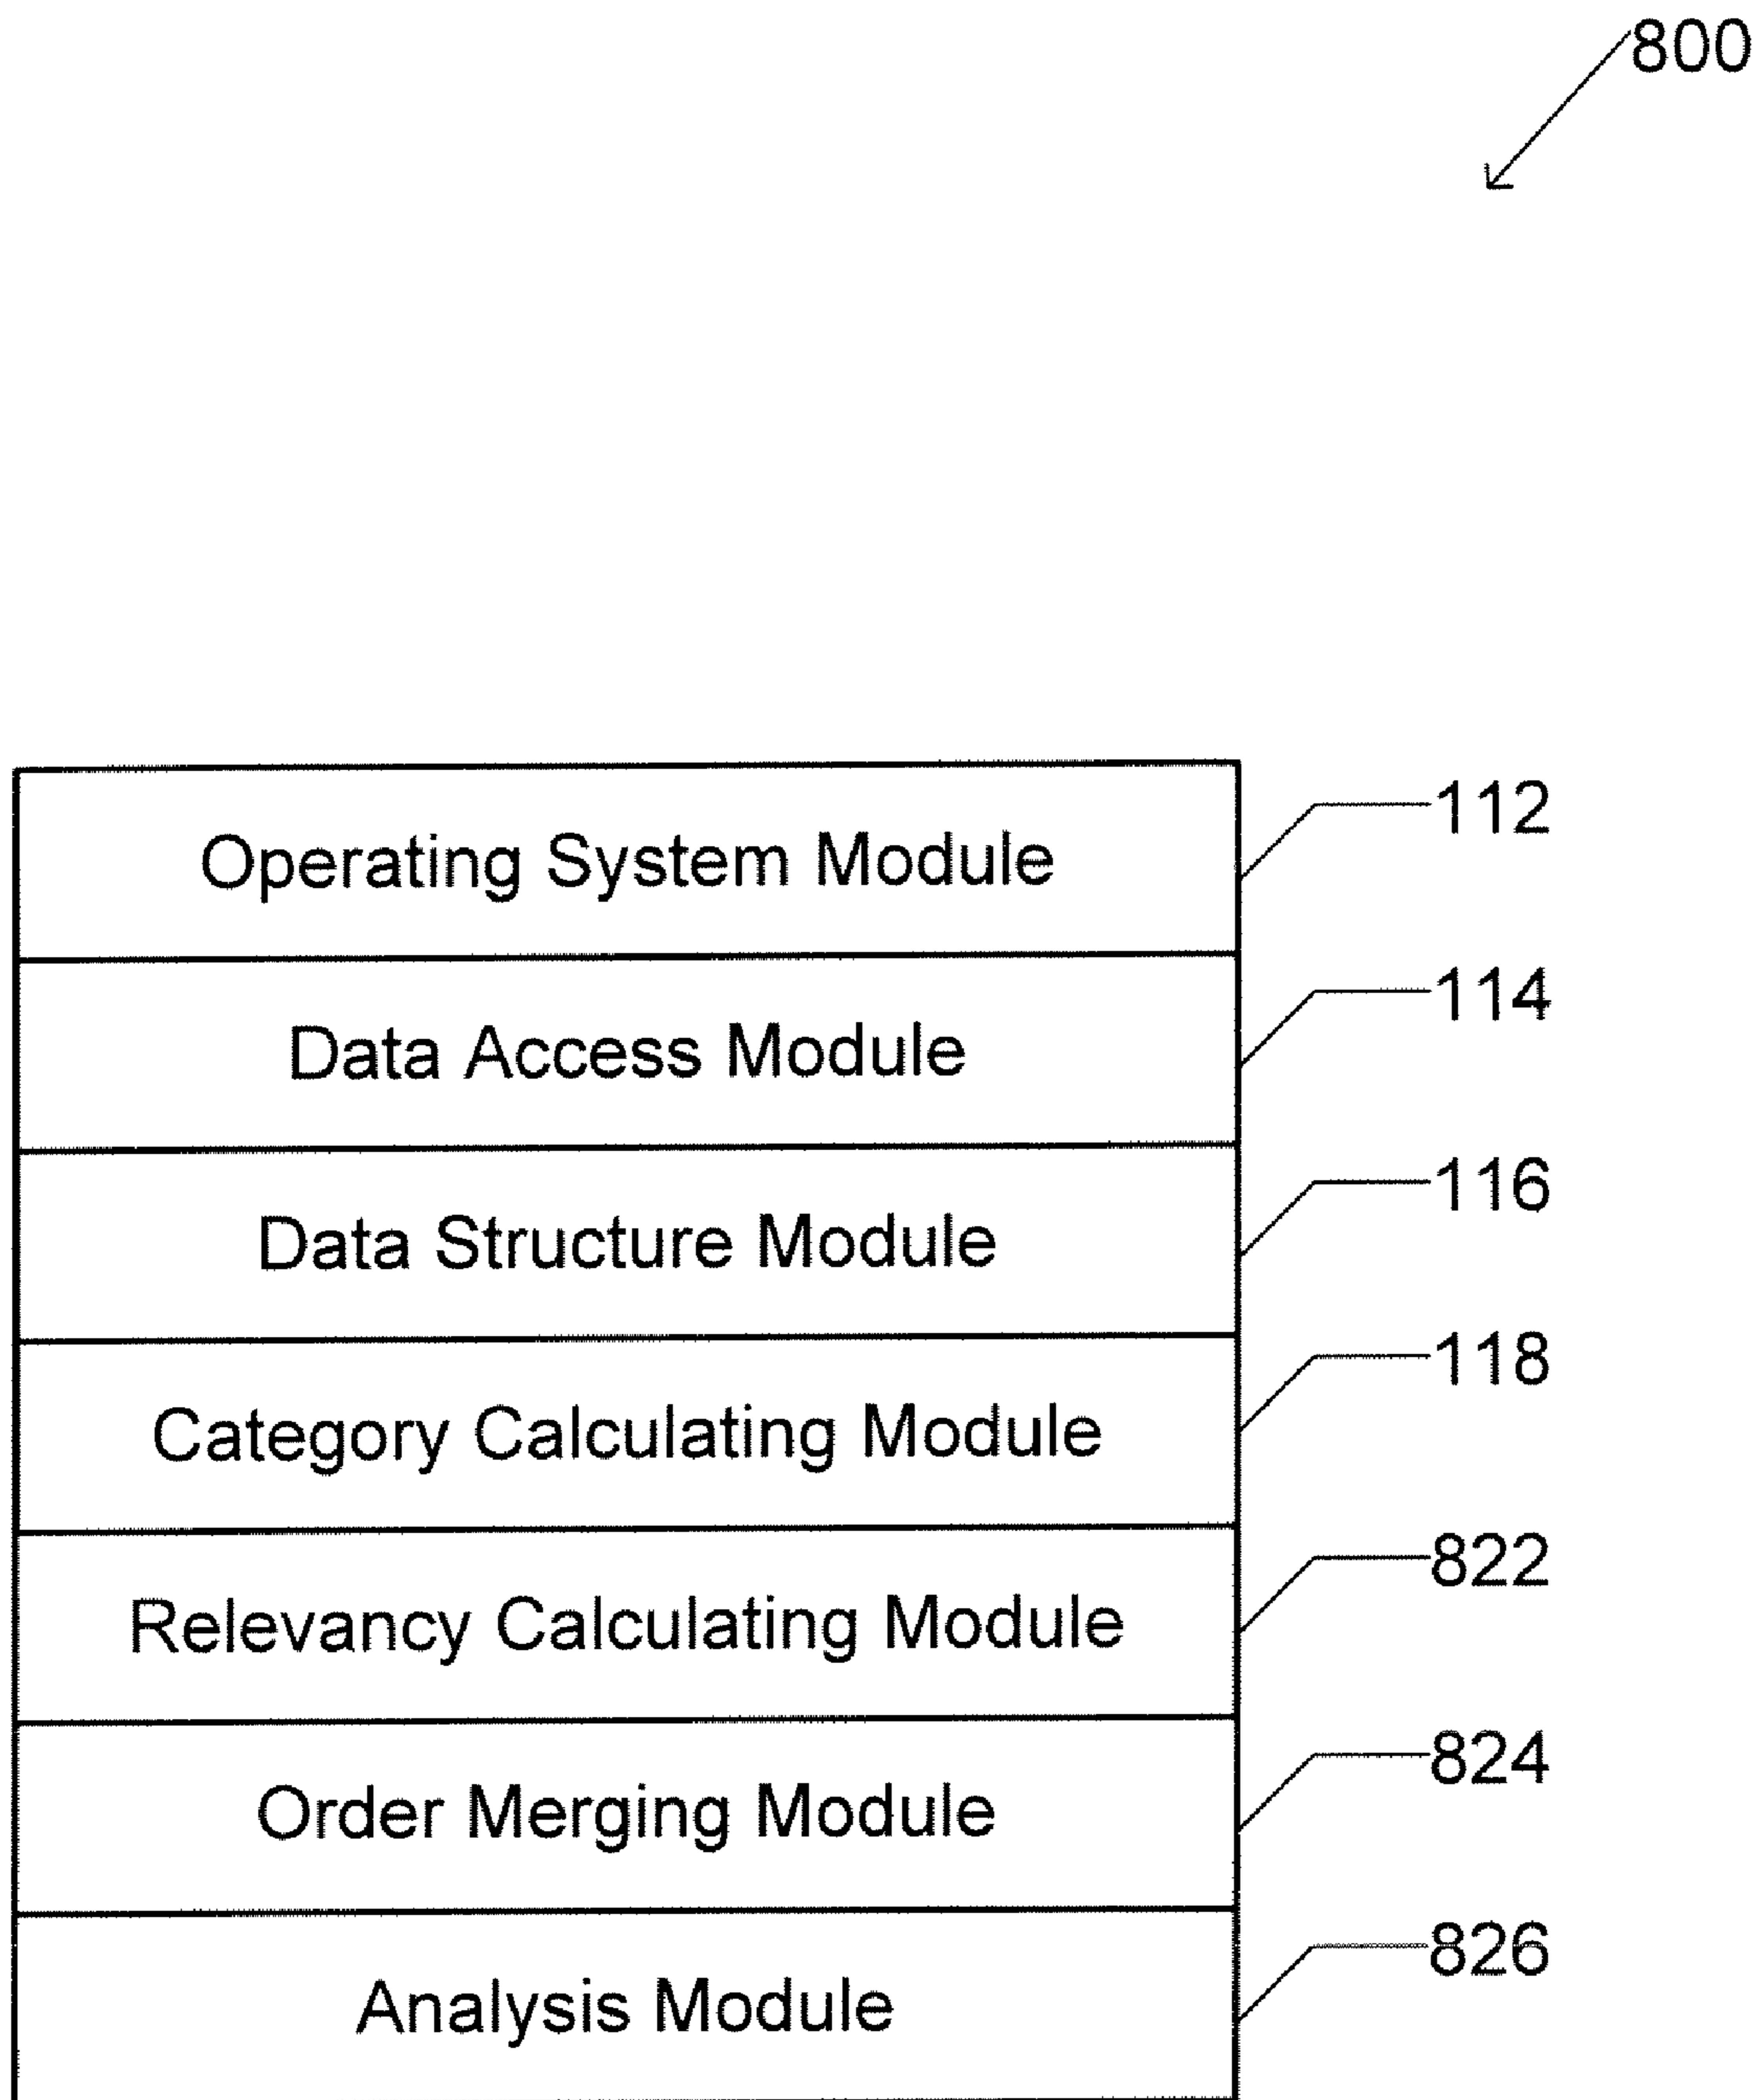 800
Operating System Module 112
Data Access Module 114
Data Structure Module 116
Category Calculating Module 118
Relevancy Calculating Module 822
Order Merging Module 824
Analysis Module 826